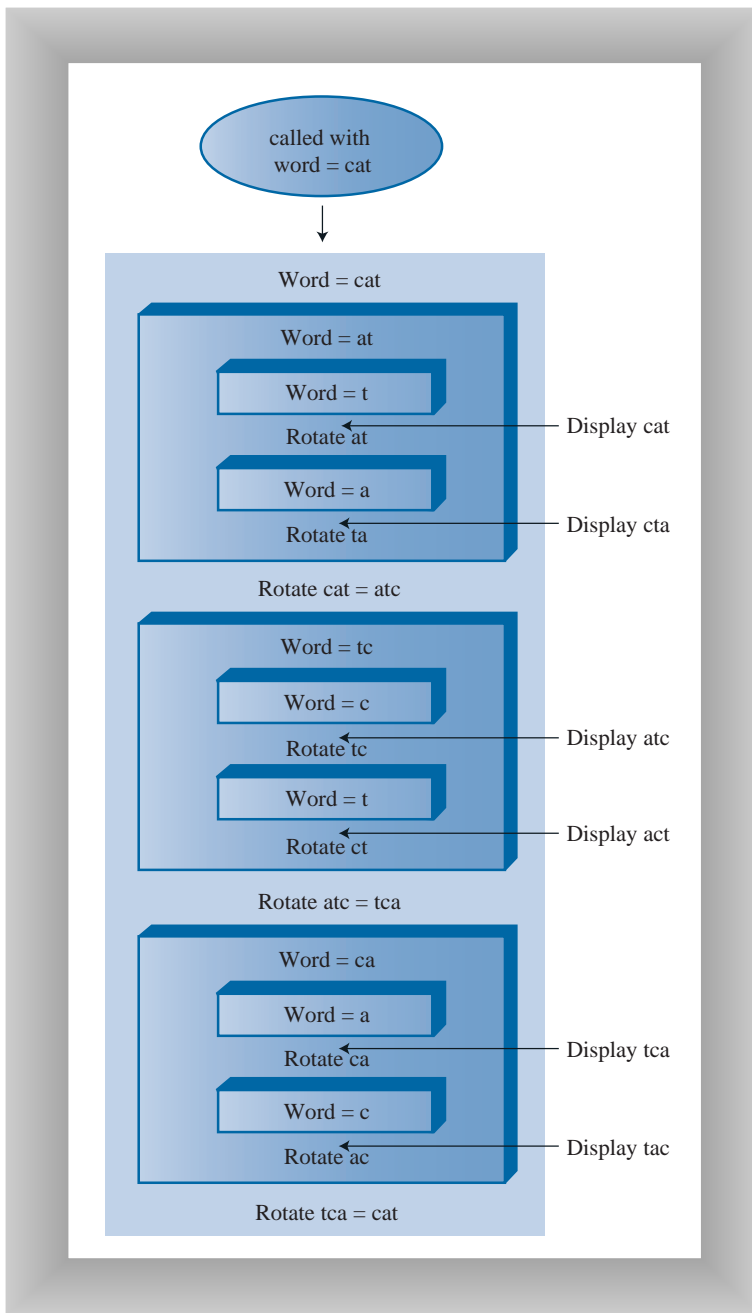 called with
word = cat
Word = cat
Word = at
Word = t
Display cat
Rotate at
Word = a
Display cta
Rotate ta
Rotate cat = atc
Word = tc
Word = c
Display atc
Rotate tc
Word = t
Display act
Rotate ct
Rotate atc = tca
Word = ca
Word = a
Display tca
Rotate ca
Word = c
Display tac
Rotate ac
Rotate tca = cat